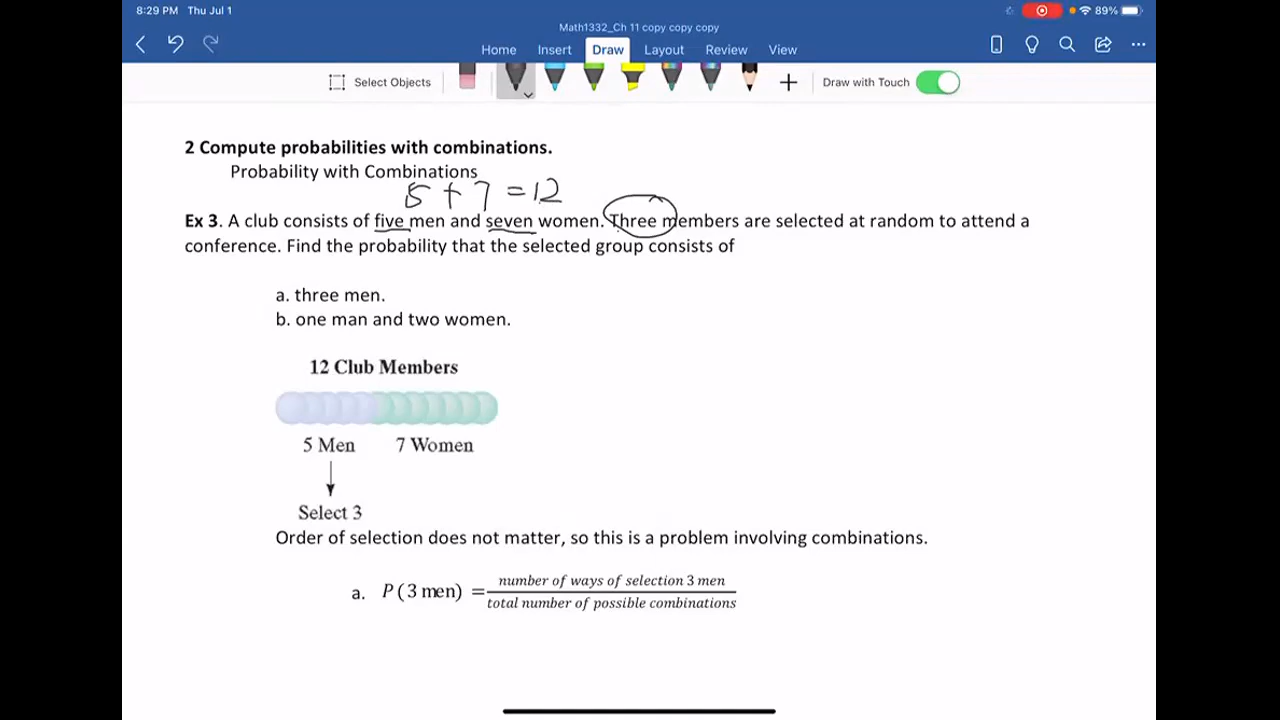 8:29 PM Thu Jul 1
89%
Math1332_Ch 11 copy copy copy
Home Insert Draw Layout Review View
Select Objects
Draw with Touch
2 Compute probabilities with combinations.
Probability with Combinations
5 + 7 = 12
Ex 3. A club consists of five men and seven women. Three members are selected at random to attend a
conference. Find the probability that the selected group consists of
a. three men.
b. one man and two women.
12 Club Members
5 Men 7 Women
Select 3
Order of selection does not matter, so this is a problem involving combinations.
a. P(3 men) = number of ways of selection 3 men
total number of possible combinations